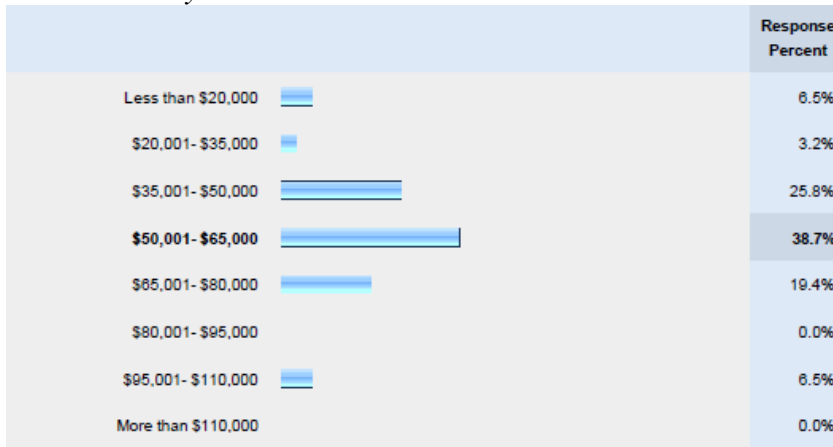 Response
Percent
Less than $20,000 6.5%
$20,001- $35,000 3.2%
$35,001- $50,000 25.8%
$50,001- $65,000 38.7%
$65,001- $80,000 19.4%
$80,001- $95,000 0.0%
$95,001- $110,000 6.5%
More than $110,000 0.0%